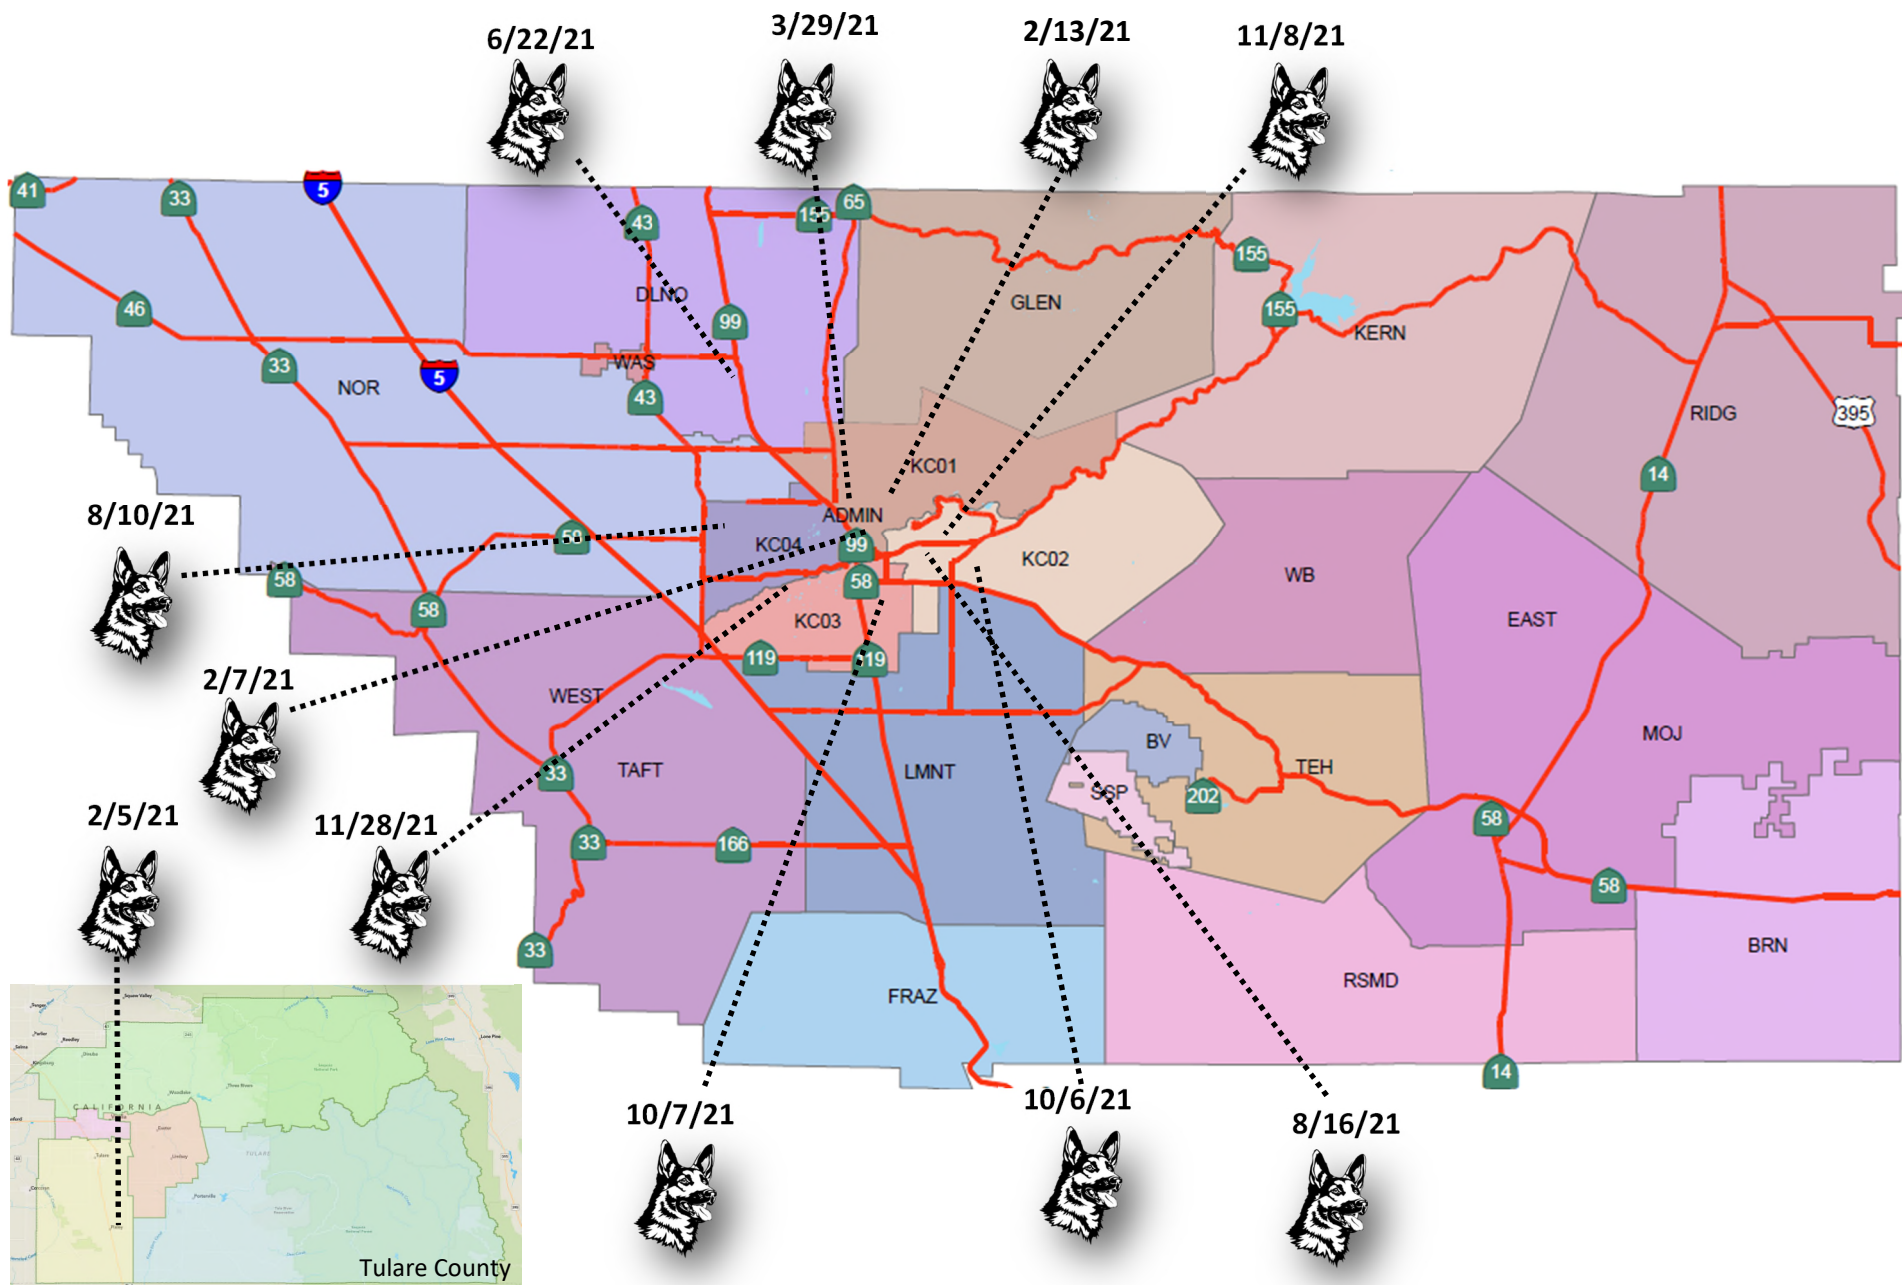 6/22/21
3/29/21
2/13/21
11/8/21
41
33
5
43
155
65
155
DLNO
GLEN
46
99
155
KERN
33
5
WAS
NOR
43
RIDG
395
KC01
14
8/10/21
ADMIN
KC04
99
KC02
WB
58
58
58
EAST
KC03
119
2/7/21
WEST
BV
MOJ
33
TAFT
LMNT
TEH
SSP
202
2/5/21
11/28/21
33
166
58
58
33
BRN
FRAZ
RSMD
14
10/7/21
10/6/21
8/16/21
CALIFORNIA
TULARE
Tulare County